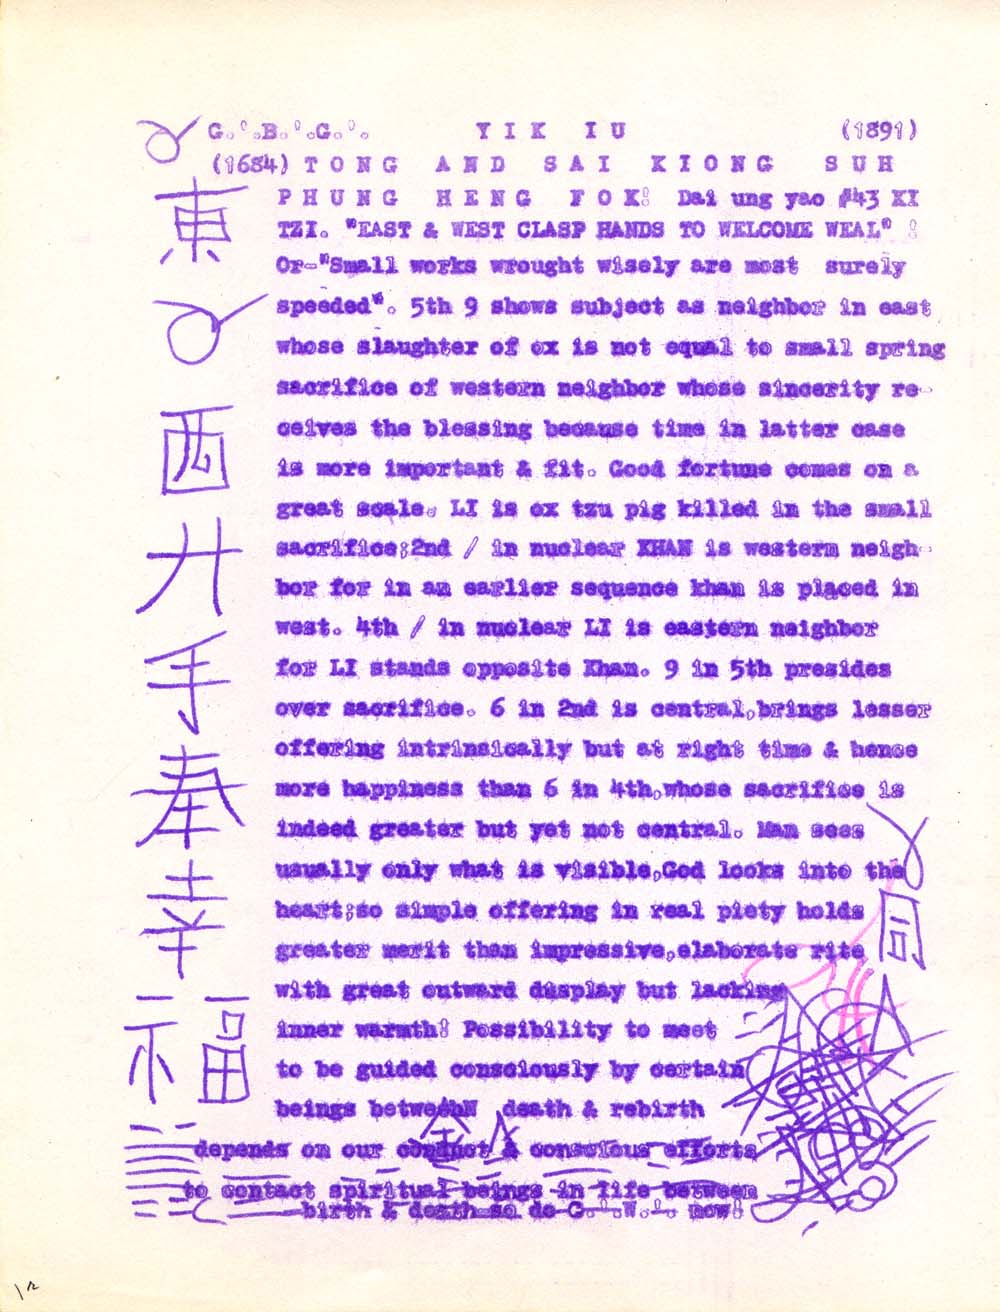 G.'.B.'.G.'. YIK IU (1891)
(1684) TONG AND SAI KIONG SUH
PHUNG HENG FOK! Dai ung yao #43 KI
TZI. "EAST & WEST CLASP HANDS TO WELCOME WEAL" !
Or-"Small works wrought wisely are most surely
speeded". 5th 9 shows subject as neighbor in east
whose slaughter of ox is not equal to small spring
sacrifice of western neighbor whose sincerity re-
ceives the blessing because time in latter case
is more important & fit. Good fortune comes on a
great scale. LI is ox tzu pig killed in the small
sacrifice;2nd / in nuclear KHAN is western neigh-
bor for in an earlier sequence khan is placed in
west. 4th / in nuclear LI is eastern neighbor
for LI stands opposite Khan. 9 in 5th presides
over sacrifice. 6 in 2nd is central,brings lesser
offering intrinsically but at right time & hence
more happiness than 6 in 4th,whose sacrifice is
indeed greater but yet not central. Man sees
usually only what is visible,God looks into the
heart;so simple offering in real piety holds
greater merit than impressive,elaborate rite
with great outward display but lacking
inner warmth! Possibility to meet
to be guided consciously by certain
beings between death & rebirth
depends on our conduct & conscious efforts
to contact spiritual beings in life between
birth & death so do C.'.W.'. now!
東
西
廾
手
奉
幸
福
同